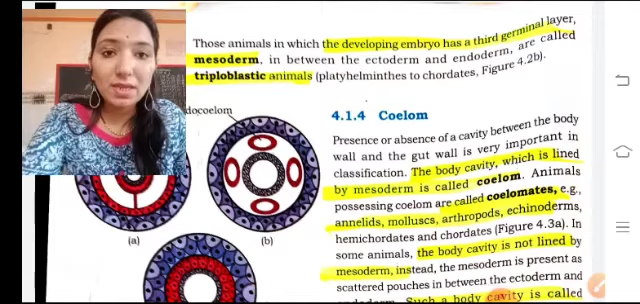 Those animals in which the developing embryo has a third germinal layer,
mesoderm, in between the ectoderm and endoderm, are called
triploblastic animals (platyhelminthes to chordates, Figure 4.2b).
docoelom
4.1.4 Coelom
Presence or absence of a cavity between the body
wall and the gut wall is very important in
classification. The body cavity, which is lined
by mesoderm is called coelom. Animals
possessing coelom are called coelomates, e.g.,
annelids, molluscs, arthropods, echinoderms,
hemichordates and chordates (Figure 4.3a). In
some animals, the body cavity is not lined by
mesoderm, instead, the mesoderm is present as
scattered pouches in between the ectoderm and
Such a body cavity is called
(a)
(b)